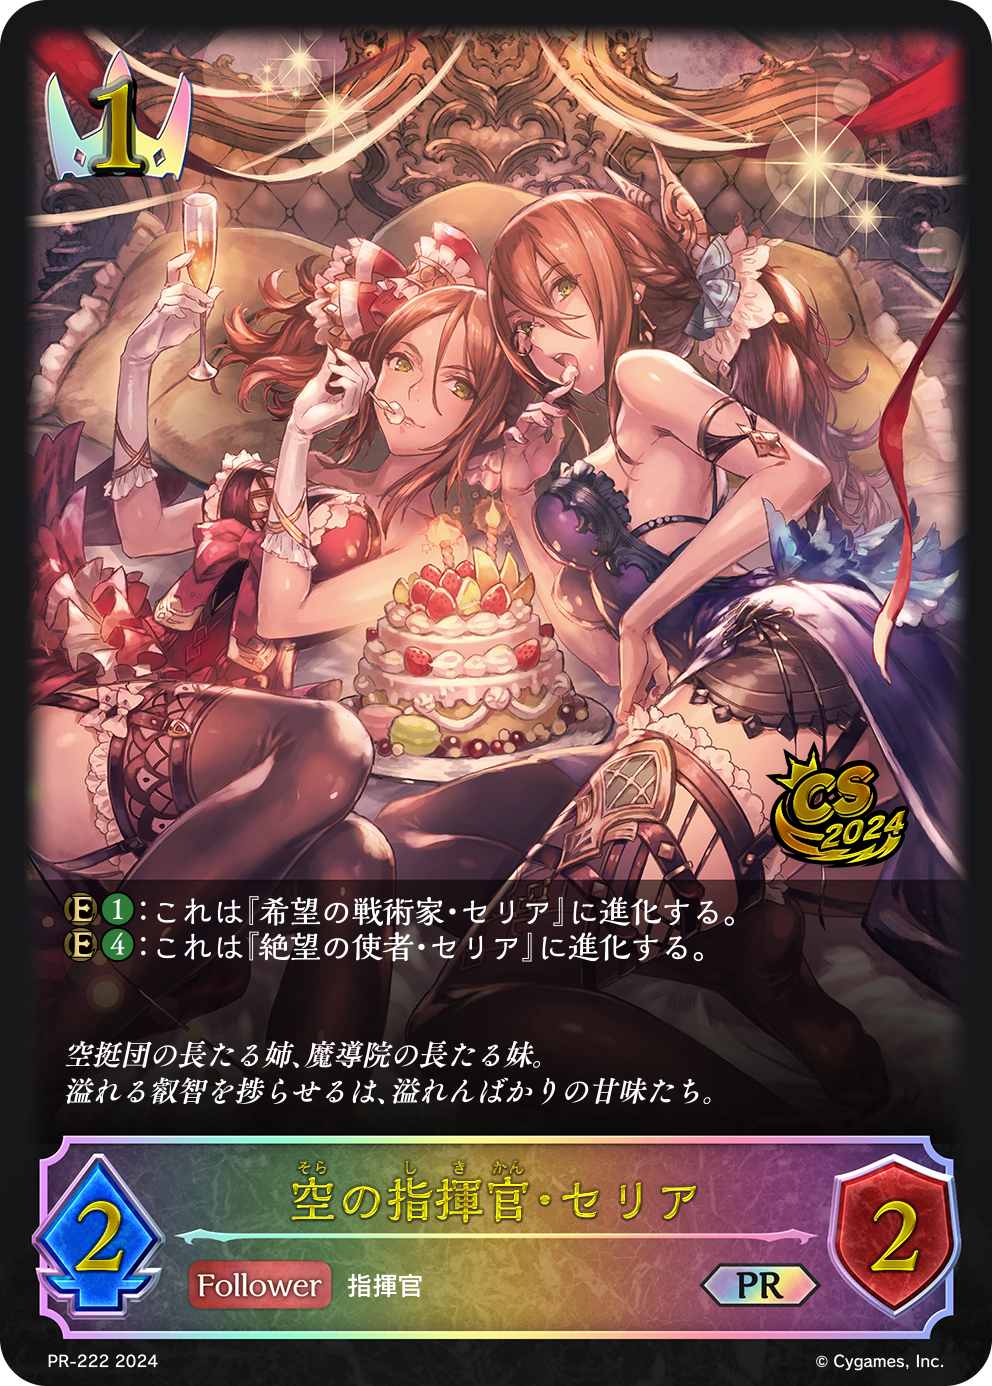 1
CS
2024
E 1：これは『希望の戦術家・セリア』に進化する。
E 4：これは『絶望の使者・セリア』に進化する。
空挺団の長たる姉、魔導院の長たる妹。
溢れる叡智を捗らせるは、溢れんばかりの甘味たち。
そら しきかん
空の指揮官・セリア
2
2
Follower 指揮官
PR
PR-222 2024
© Cygames, Inc.